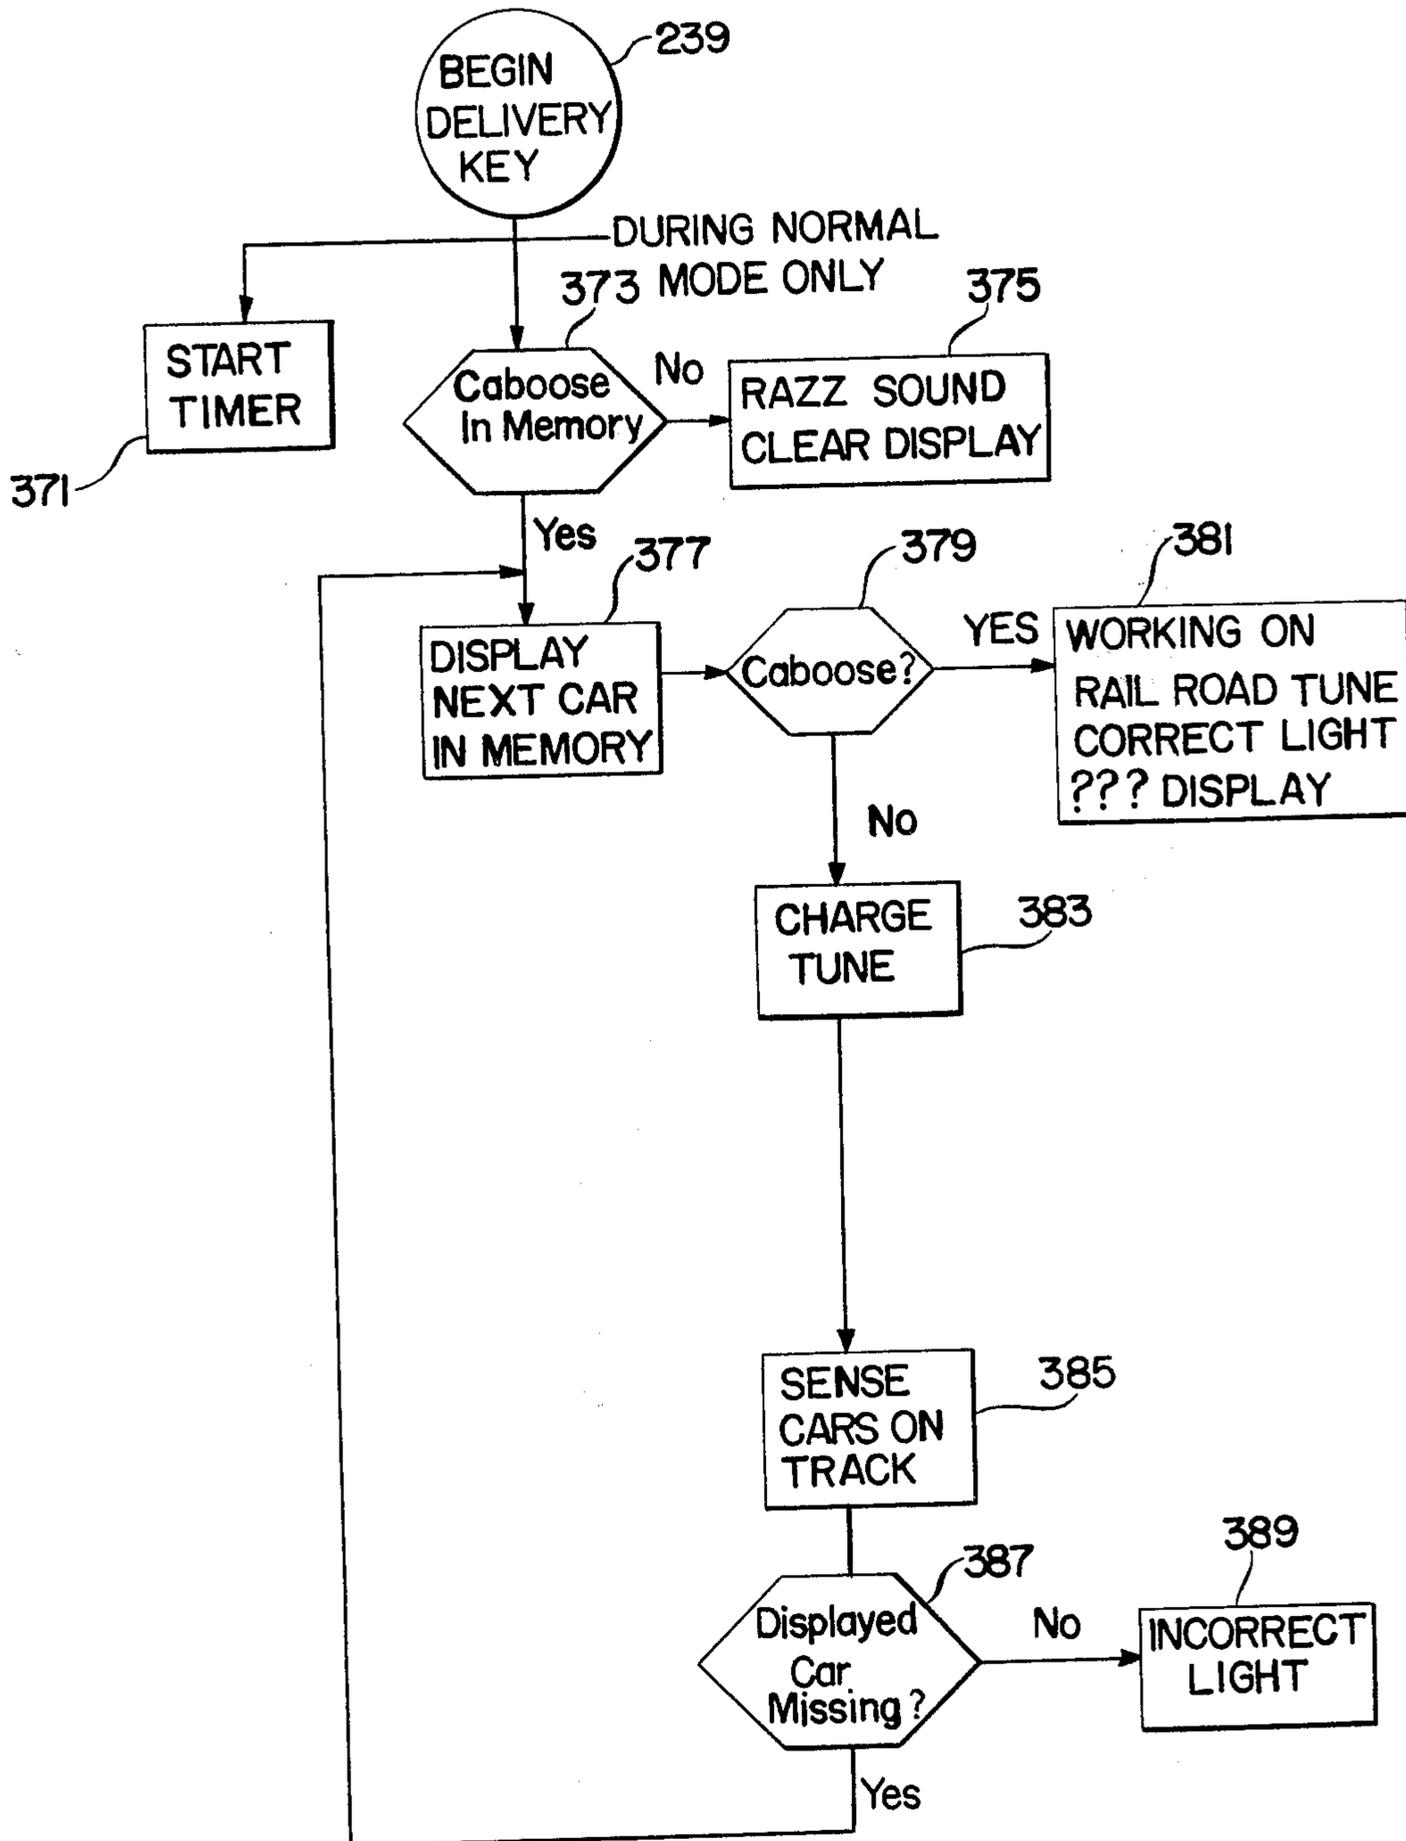 239
BEGIN
DELIVERY
KEY
DURING NORMAL
MODE ONLY
373
375
START
TIMER
371
Caboose
In Memory
No
RAZZ SOUND
CLEAR DISPLAY
Yes
377
379
381
DISPLAY
NEXT CAR
IN MEMORY
Caboose?
YES
WORKING ON
RAIL ROAD TUNE
CORRECT LIGHT
??? DISPLAY
No
CHARGE
TUNE
383
SENSE
CARS ON
TRACK
385
387
389
Displayed
Car
Missing?
No
INCORRECT
LIGHT
Yes